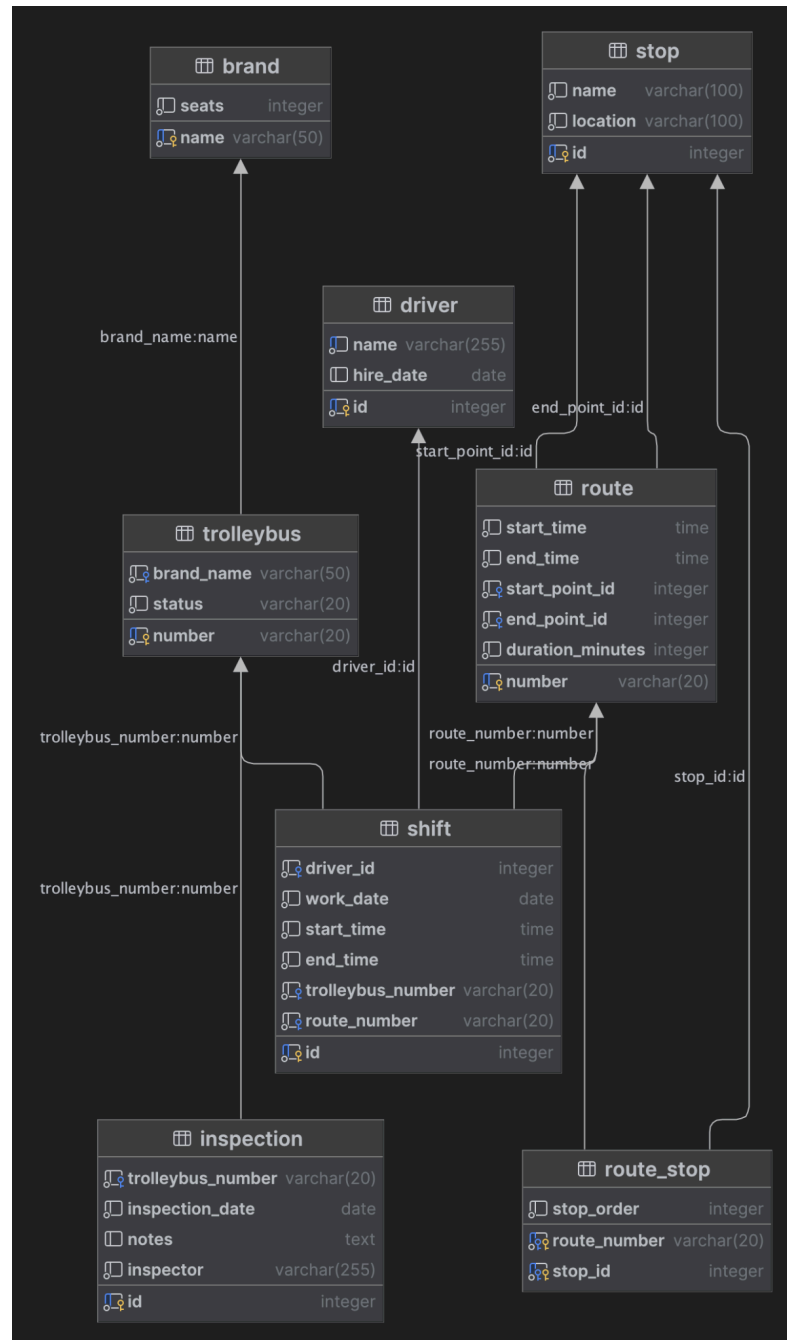 brand
seats integer
name varchar(50)
stop
name varchar(100)
location varchar(100)
id integer
brand_name:name
driver
name varchar(255)
hire_date date
id integer
start_point_id:id
end_point_id:id
route
start_time time
end_time time
start_point_id integer
end_point_id integer
duration_minutes integer
number varchar(20)
trolleybus
brand_name varchar(50)
status varchar(20)
number varchar(20)
driver_id:id
trolleybus_number:number
route_number:number
route_number:number
stop_id:id
shift
driver_id integer
work_date date
start_time time
end_time time
trolleybus_number varchar(20)
route_number varchar(20)
id integer
trolleybus_number:number
inspection
trolleybus_number varchar(20)
inspection_date date
notes text
inspector varchar(255)
id integer
route_stop
stop_order integer
route_number varchar(20)
stop_id integer